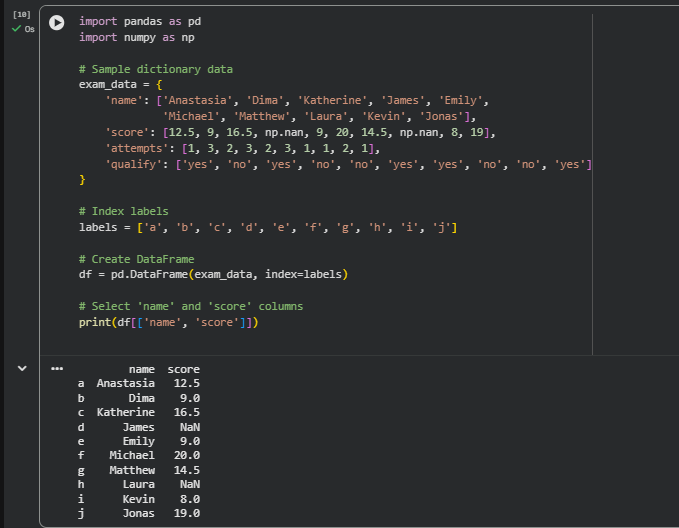 [10]
0s
import pandas as pd
import numpy as np
# Sample dictionary data
exam_data = {
    'name': ['Anastasia', 'Dima', 'Katherine', 'James', 'Emily',
             'Michael', 'Matthew', 'Laura', 'Kevin', 'Jonas'],
    'score': [12.5, 9, 16.5, np.nan, 9, 20, 14.5, np.nan, 8, 19],
    'attempts': [1, 3, 2, 3, 2, 3, 1, 1, 2, 1],
    'qualify': ['yes', 'no', 'yes', 'no', 'no', 'yes', 'yes', 'no', 'no', 'yes']
}
# Index labels
labels = ['a', 'b', 'c', 'd', 'e', 'f', 'g', 'h', 'i', 'j']
# Create DataFrame
df = pd.DataFrame(exam_data, index=labels)
# Select 'name' and 'score' columns
print(df[['name', 'score']])
        name  score
a  Anastasia   12.5
b       Dima    9.0
c  Katherine   16.5
d      James    NaN
e      Emily    9.0
f    Michael   20.0
g    Matthew   14.5
h      Laura    NaN
i      Kevin    8.0
j      Jonas   19.0